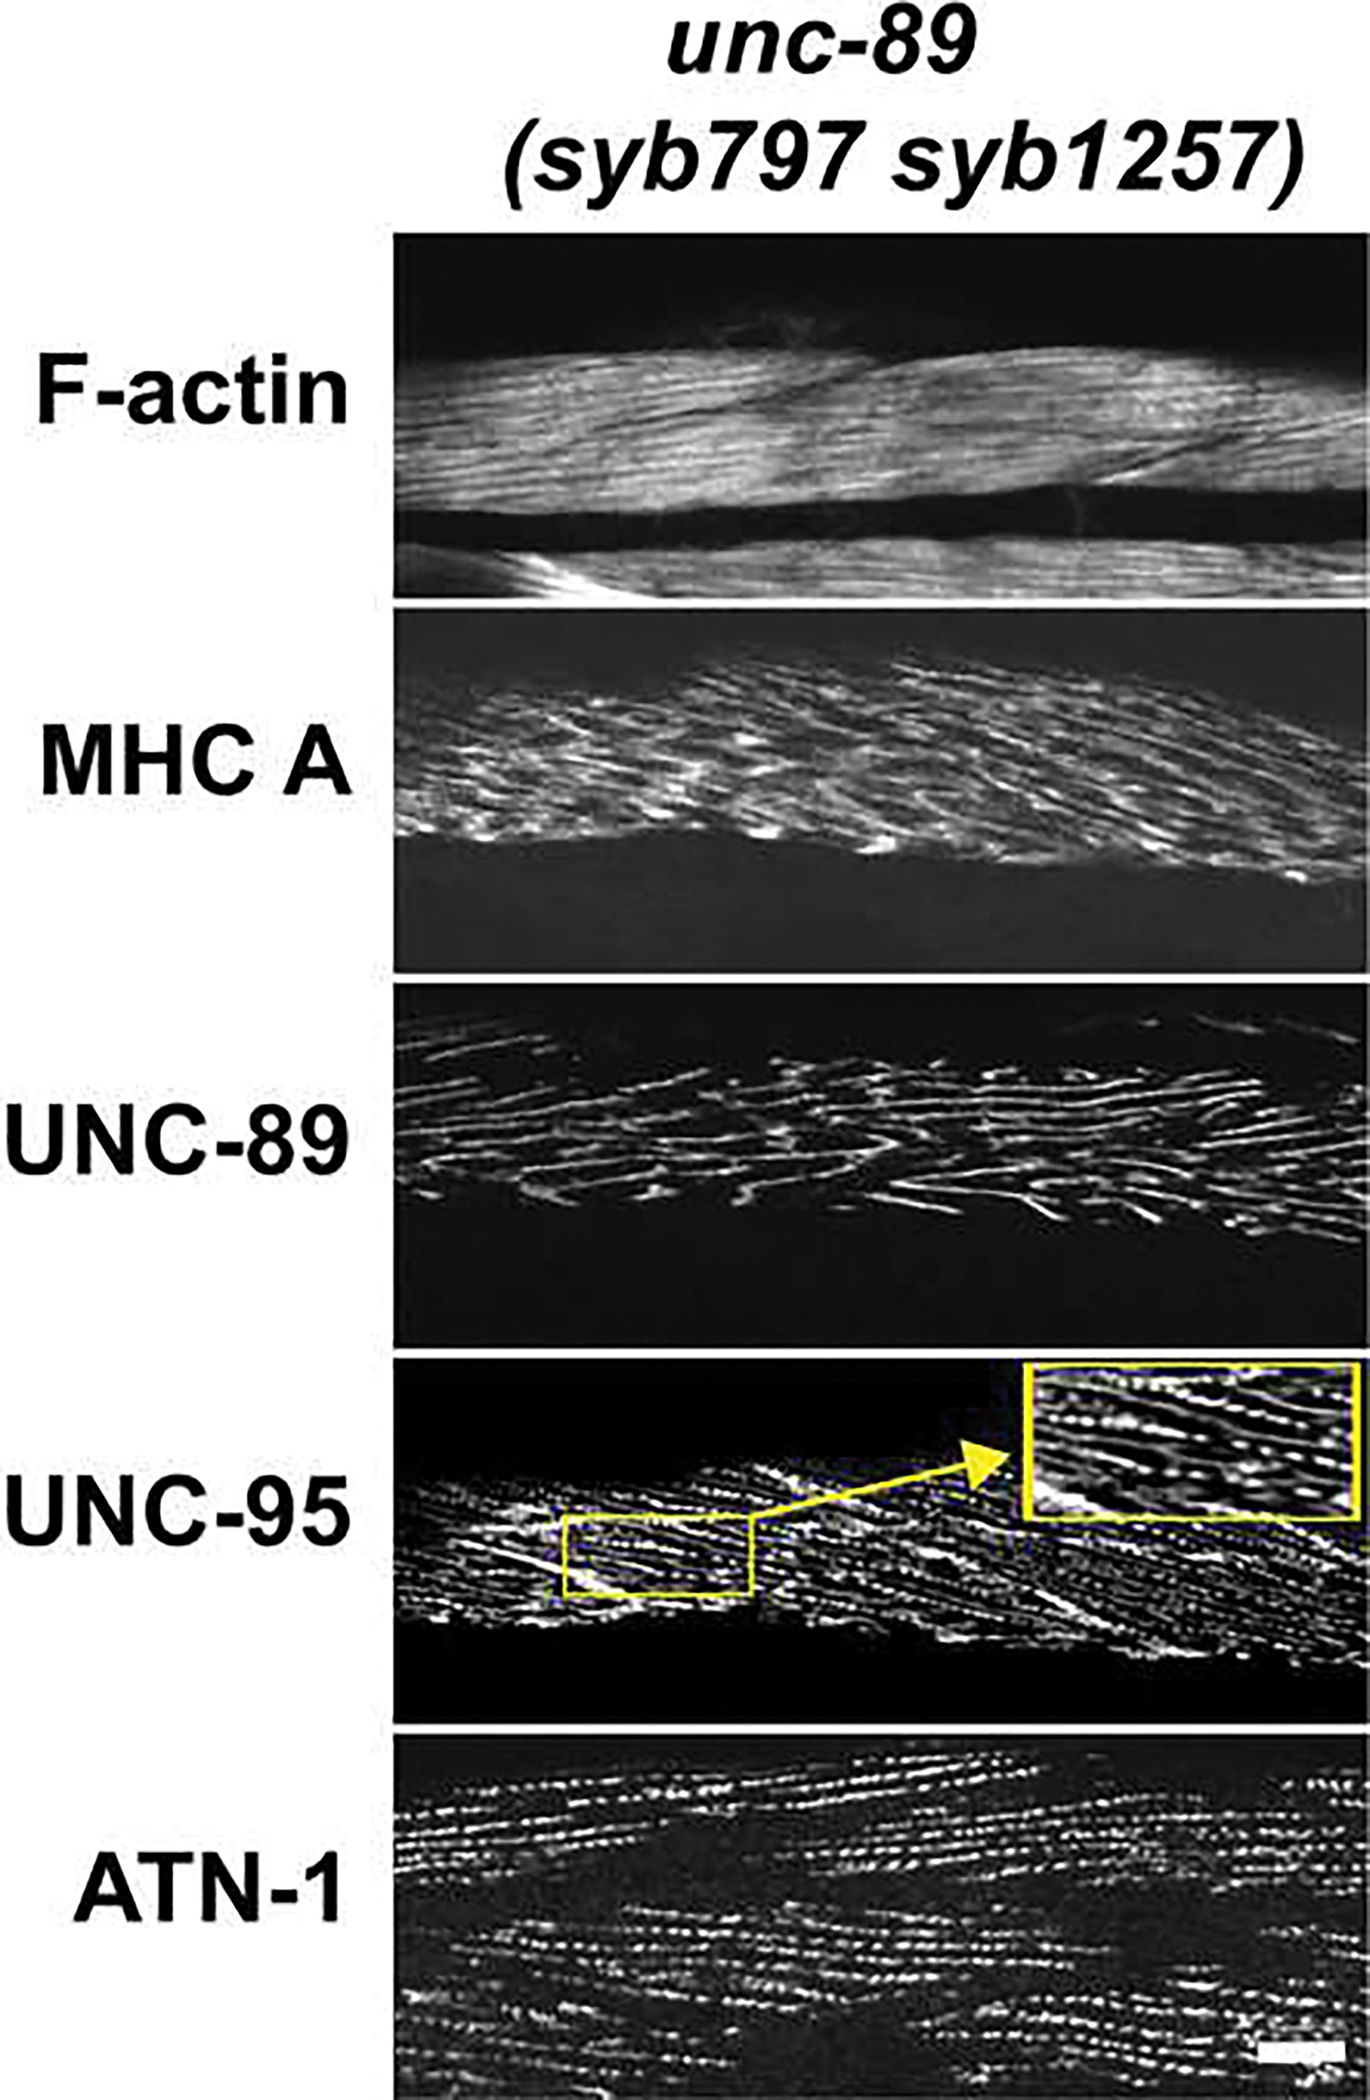 unc-89
(syb797 syb1257)
F-actin
MHC A
UNC-89
UNC-95
ATN-1